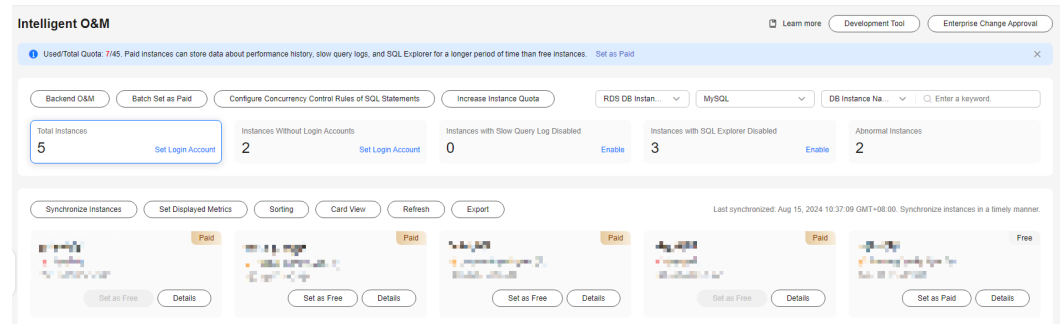 Intelligent O&M
Learn more
Development Tool
Enterprise Change Approval
Used/Total Quota: 7/45. Paid instances can store data about performance history, slow query logs, and SQL Explorer for a longer period of time than free instances. Set as Paid
Backend O&M
Batch Set as Paid
Configure Concurrency Control Rules of SQL Statements
Increase Instance Quota
RDS DB Instan...
MySQL
DB Instance Na...
Enter a keyword.
Total Instances
5
Set Login Account
Instances Without Login Accounts
2
Set Login Account
Instances with Slow Query Log Disabled
0
Enable
Instances with SQL Explorer Disabled
3
Enable
Abnormal Instances
2
Synchronize Instances
Set Displayed Metrics
Sorting
Card View
Refresh
Export
Last synchronized: Aug 15, 2024 10:37:09 GMT+08:00. Synchronize instances in a timely manner.
Paid
Set as Free
Details
Paid
Set as Free
Details
Paid
Set as Free
Details
Paid
Set as Free
Details
Free
Set as Paid
Details